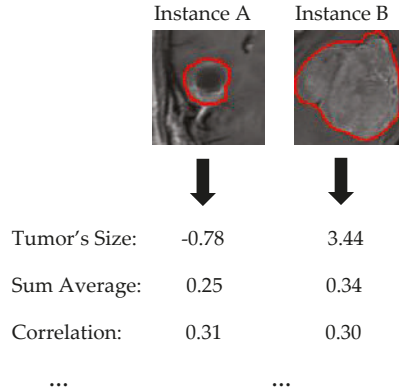 Instance A Instance B
Tumor's Size: -0.78 3.44
Sum Average: 0.25 0.34
Correlation: 0.31 0.30
... ...